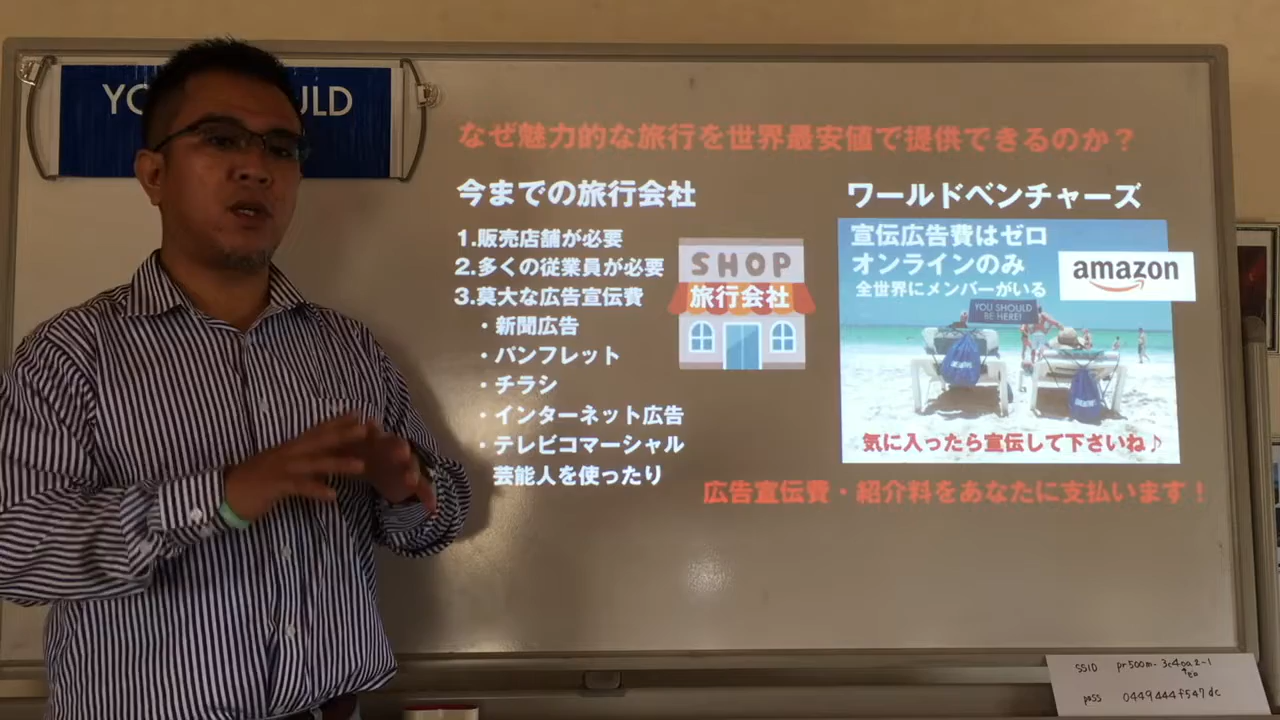 YO ULD
なぜ魅力的な旅行を世界最安値で提供できるのか？
今までの旅行会社
1.販売店舗が必要
2.多くの従業員が必要
3.莫大な広告宣伝費
・新聞広告
・パンフレット
・チラシ
・インターネット広告
・テレビコマーシャル
芸能人を使ったり
SHOP
旅行会社
ワールドベンチャーズ
宣伝広告費はゼロ
オンラインのみ
全世界にメンバーがいる
amazon
YOU SHOULD
BE HERE!
気に入ったら宣伝して下さいね♪
広告宣伝費・紹介料をあなたに支払います！
SSID
pass 0449444f547dc